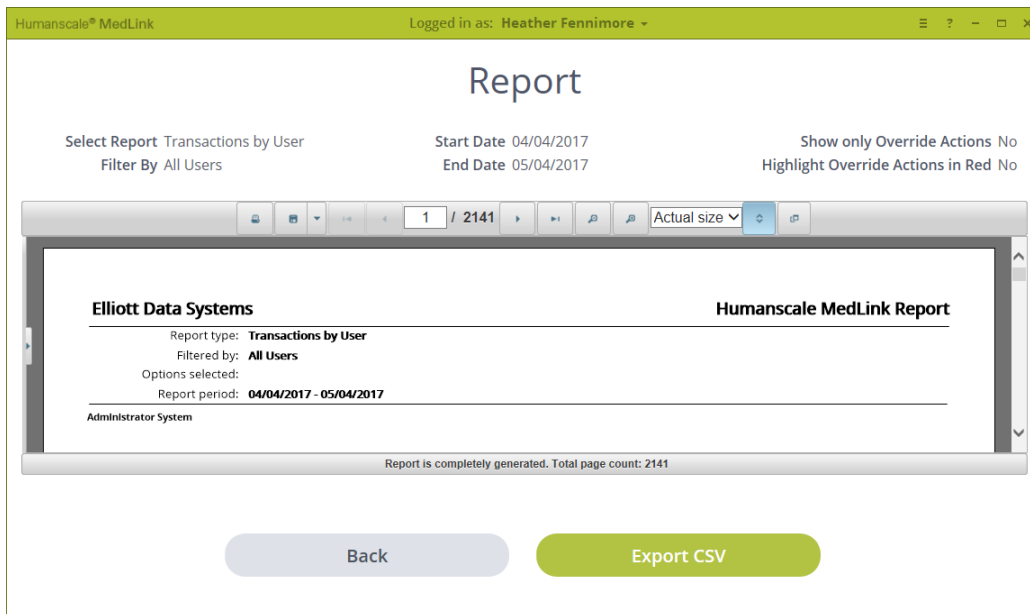 Humanscale® MedLink Logged in as: Heather Fennimore ?
Report
Select Report Transactions by User Start Date 04/04/2017 Show only Override Actions No
Filter By All Users End Date 05/04/2017 Highlight Override Actions in Red No
1 / 2141 Actual size
Elliott Data Systems Humanscale MedLink Report
Report type: Transactions by User
Filtered by: All Users
Options selected:
Report period: 04/04/2017 - 05/04/2017
Administrator System
Report is completely generated. Total page count: 2141
Back Export CSV